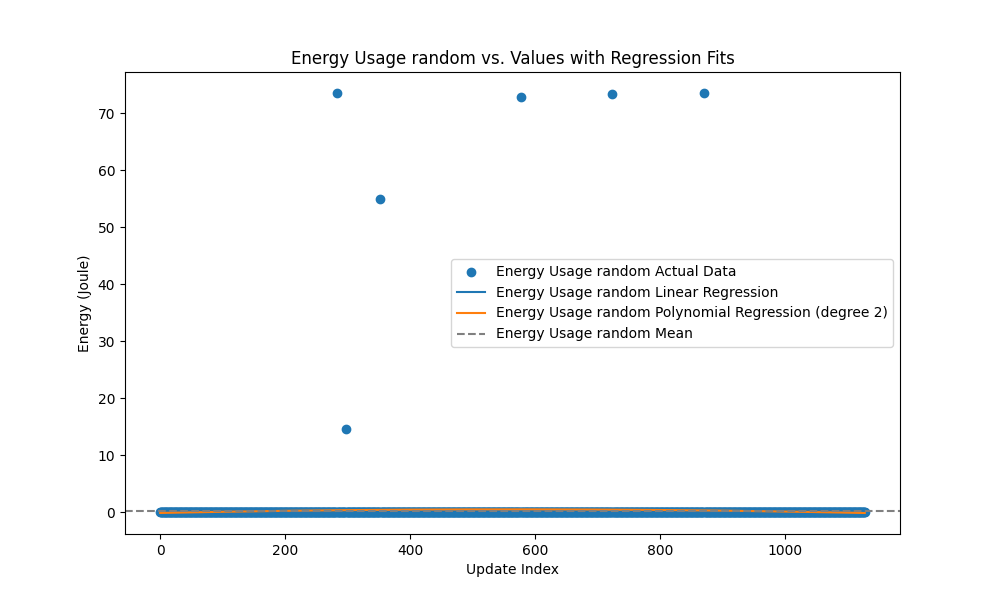 Energy Usage random vs. Values with Regression Fits
70
60
50
40
30
20
10
0
Energy (Joule)
Energy Usage random Actual Data
Energy Usage random Linear Regression
Energy Usage random Polynomial Regression (degree 2)
Energy Usage random Mean
0 200 400 600 800 1000
Update Index